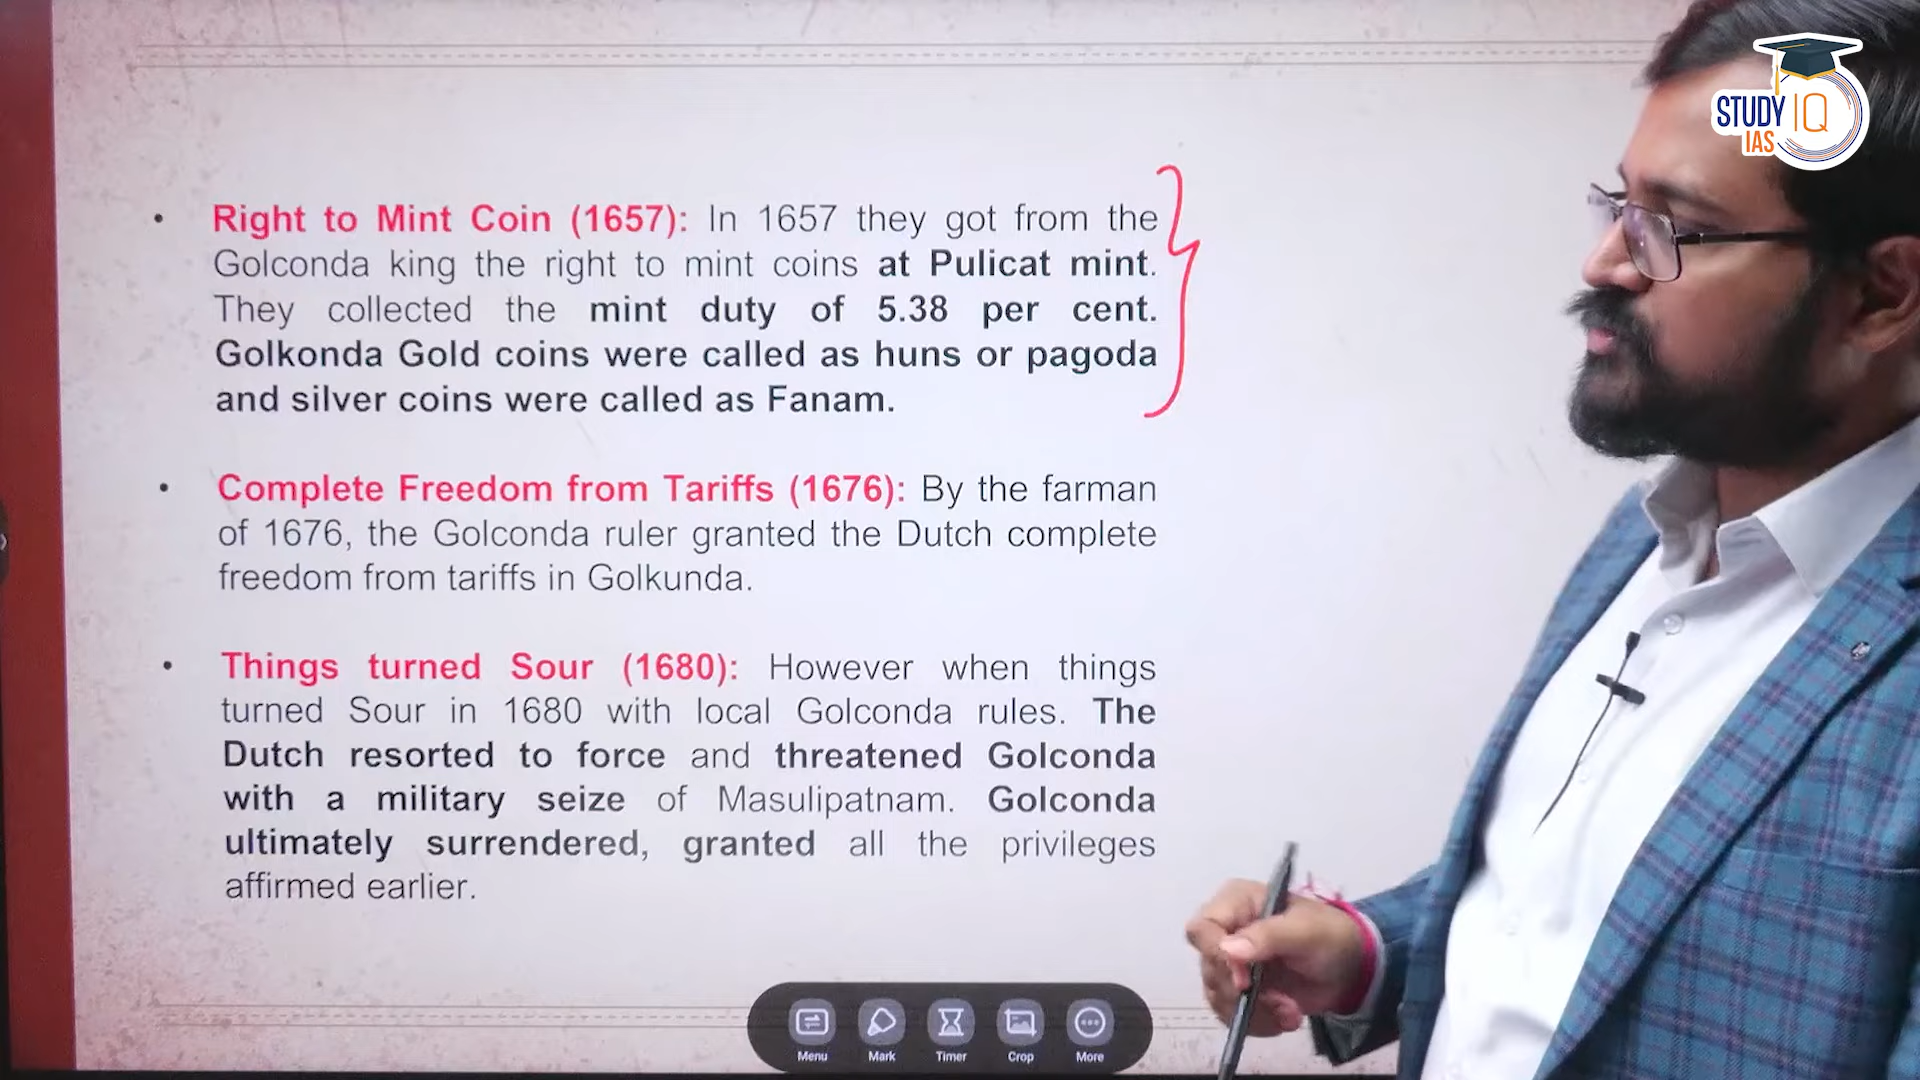 STUDY IQ
IAS
• Right to Mint Coin (1657): In 1657 they got from the
Golconda king the right to mint coins at Pulicat mint.
They collected the mint duty of 5.38 per cent.
Golkonda Gold coins were called as huns or pagoda
and silver coins were called as Fanam.
• Complete Freedom from Tariffs (1676): By the farman
of 1676, the Golconda ruler granted the Dutch complete
freedom from tariffs in Golkunda.
• Things turned Sour (1680): However when things
turned Sour in 1680 with local Golconda rules. The
Dutch resorted to force and threatened Golconda
with a military seize of Masulipatnam. Golconda
ultimately surrendered, granted all the privileges
affirmed earlier.
Menu Mark Timer Crop More